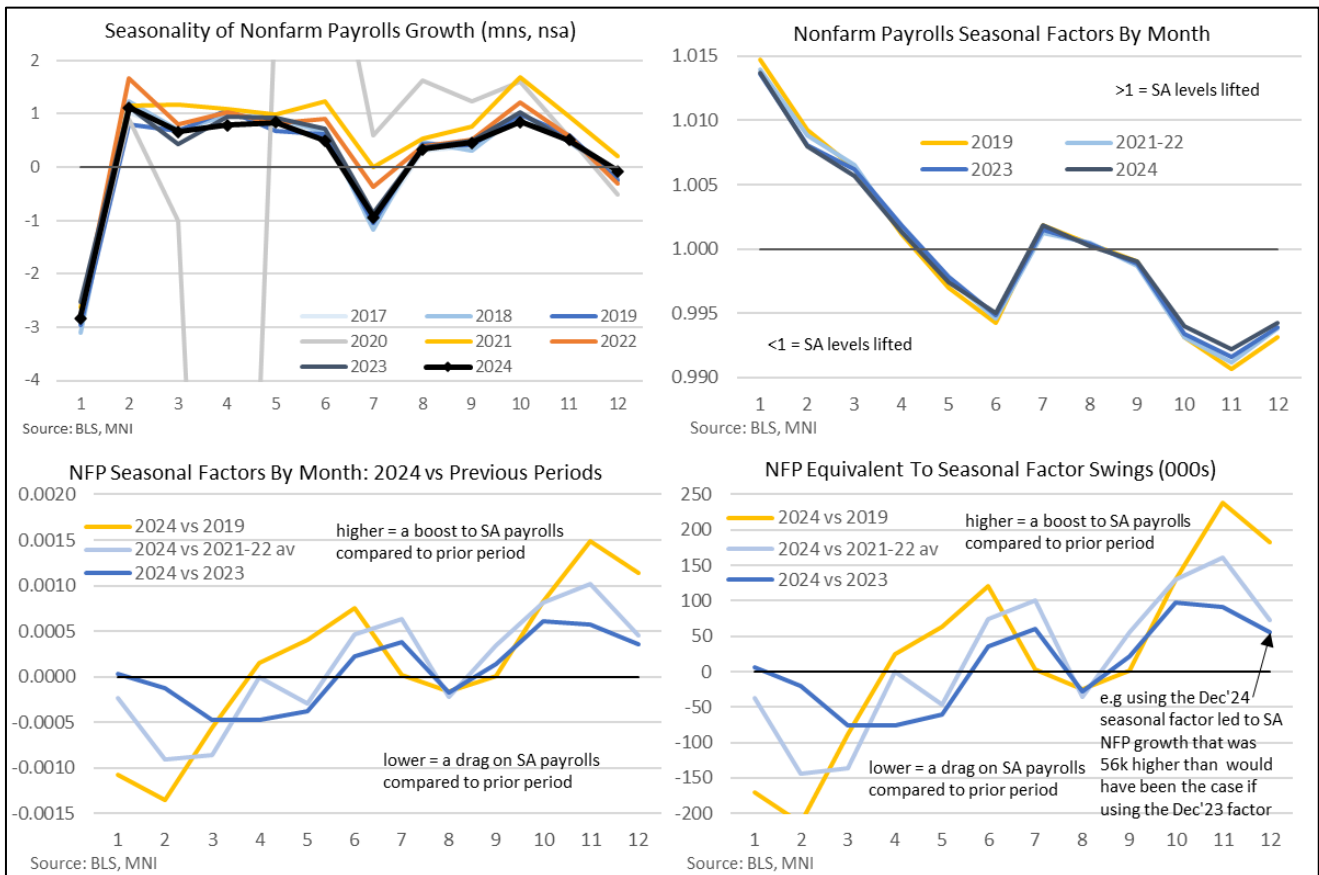 Seasonality of Nonfarm Payrolls Growth (mns, nsa)
2
1
0
-1
-2
-3
-4
2017
2018
2019
2020
2021
2022
2023
2024
1 2 3 4 5 6 7 8 9 10 11 12
Source: BLS, MNI
Nonfarm Payrolls Seasonal Factors By Month
1.015
1.010
1.005
1.000
0.995
0.990
>1 = SA levels lifted
2019
2021-22
2023
2024
<1 = SA levels lifted
1 2 3 4 5 6 7 8 9 10 11 12
Source: BLS, MNI
NFP Seasonal Factors By Month: 2024 vs Previous Periods
0.0020
0.0015
0.0010
0.0005
0.0000
-0.0005
-0.0010
-0.0015
2024 vs 2019
2024 vs 2021-22 av
2024 vs 2023
higher = a boost to SA payrolls
compared to prior period
lower = a drag on SA payrolls
compared to prior period
1 2 3 4 5 6 7 8 9 10 11 12
Source: BLS, MNI
NFP Equivalent To Seasonal Factor Swings (000s)
250
200
150
100
50
0
-50
-100
-150
-200
2024 vs 2019
2024 vs 2021-22 av
2024 vs 2023
higher = a boost to SA payrolls
compared to prior period
lower = a drag on SA payrolls
compared to prior period
e.g using the Dec'24
seasonal factor led to SA
NFP growth that was
56k higher than would
have been the case if
using the Dec'23 factor
1 2 3 4 5 6 7 8 9 10 11 12
Source: BLS, MNI